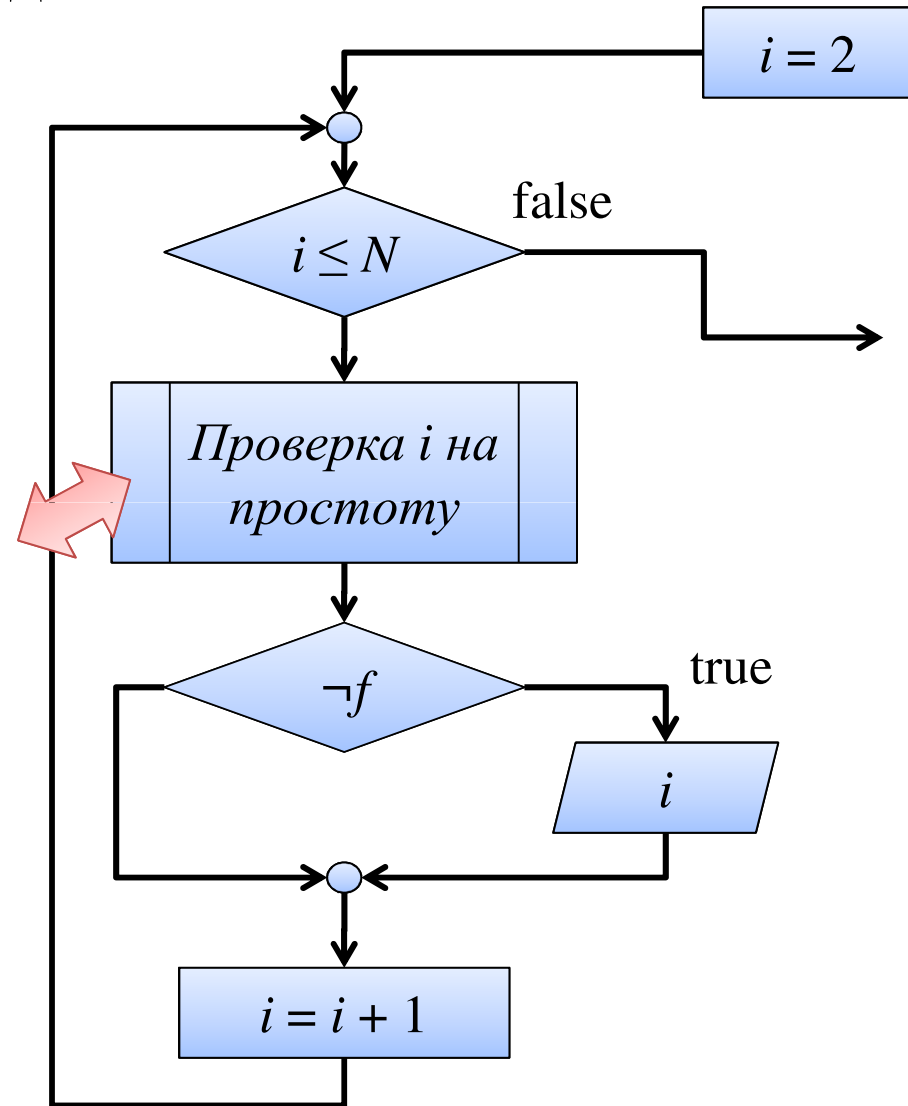 i = 2
false
i ≤ N
Проверка i на
простоту
¬f
true
i
i = i + 1